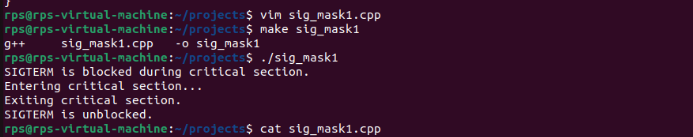 }
rps@rps-virtual-machine:~/projects$ vim sig_mask1.cpp
rps@rps-virtual-machine:~/projects$ make sig_mask1
g++     sig_mask1.cpp   -o sig_mask1
rps@rps-virtual-machine:~/projects$ ./sig_mask1
SIGTERM is blocked during critical section.
Entering critical section...
Exiting critical section.
SIGTERM is unblocked.
rps@rps-virtual-machine:~/projects$ cat sig_mask1.cpp